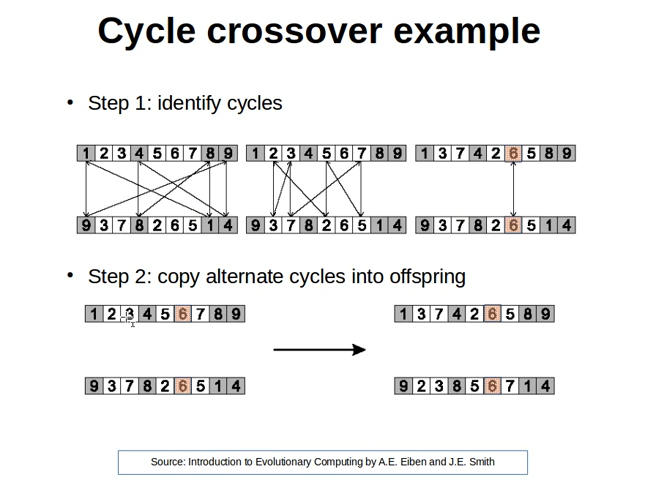 Cycle crossover example
• Step 1: identify cycles
1 2 3 4 5 6 7 8 9 1 2 3 4 5 6 7 8 9 1 3 7 4 2 6 5 8 9
9 3 7 8 2 6 5 1 4 9 3 7 8 2 6 5 1 4 9 3 7 8 2 6 5 1 4
• Step 2: copy alternate cycles into offspring
1 2 3 4 5 6 7 8 9 1 3 7 4 2 6 5 8 9
9 3 7 8 2 6 5 1 4 9 2 3 8 5 6 7 1 4
Source: Introduction to Evolutionary Computing by A.E. Eiben and J.E. Smith